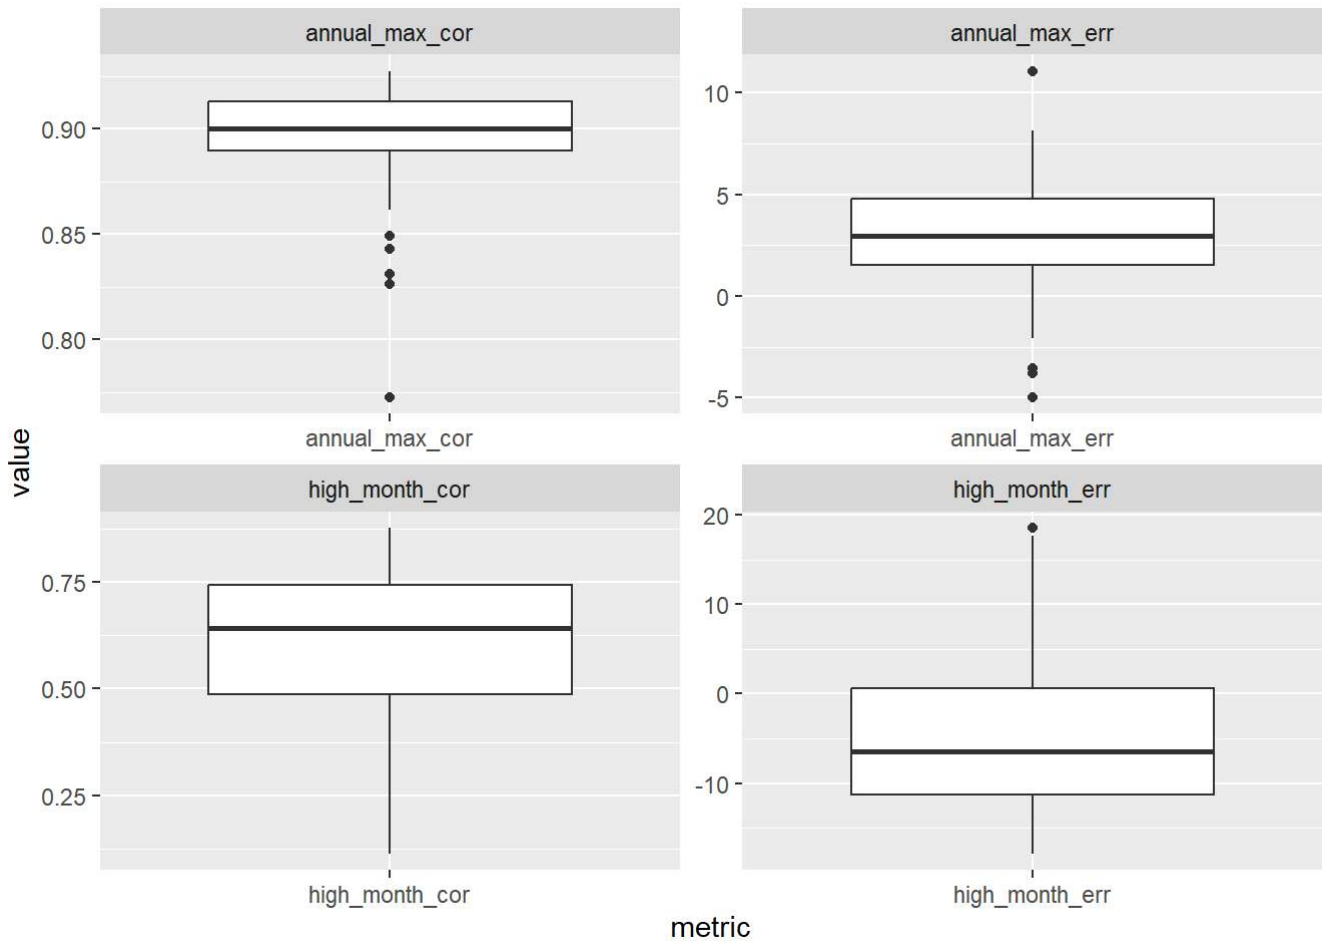 annual_max_cor
annual_max_err
0.90
0.85
0.80
10
5
0
-5
annual_max_cor
annual_max_err
value
high_month_cor
high_month_err
0.75
0.50
0.25
20
10
0
-10
high_month_cor
high_month_err
metric